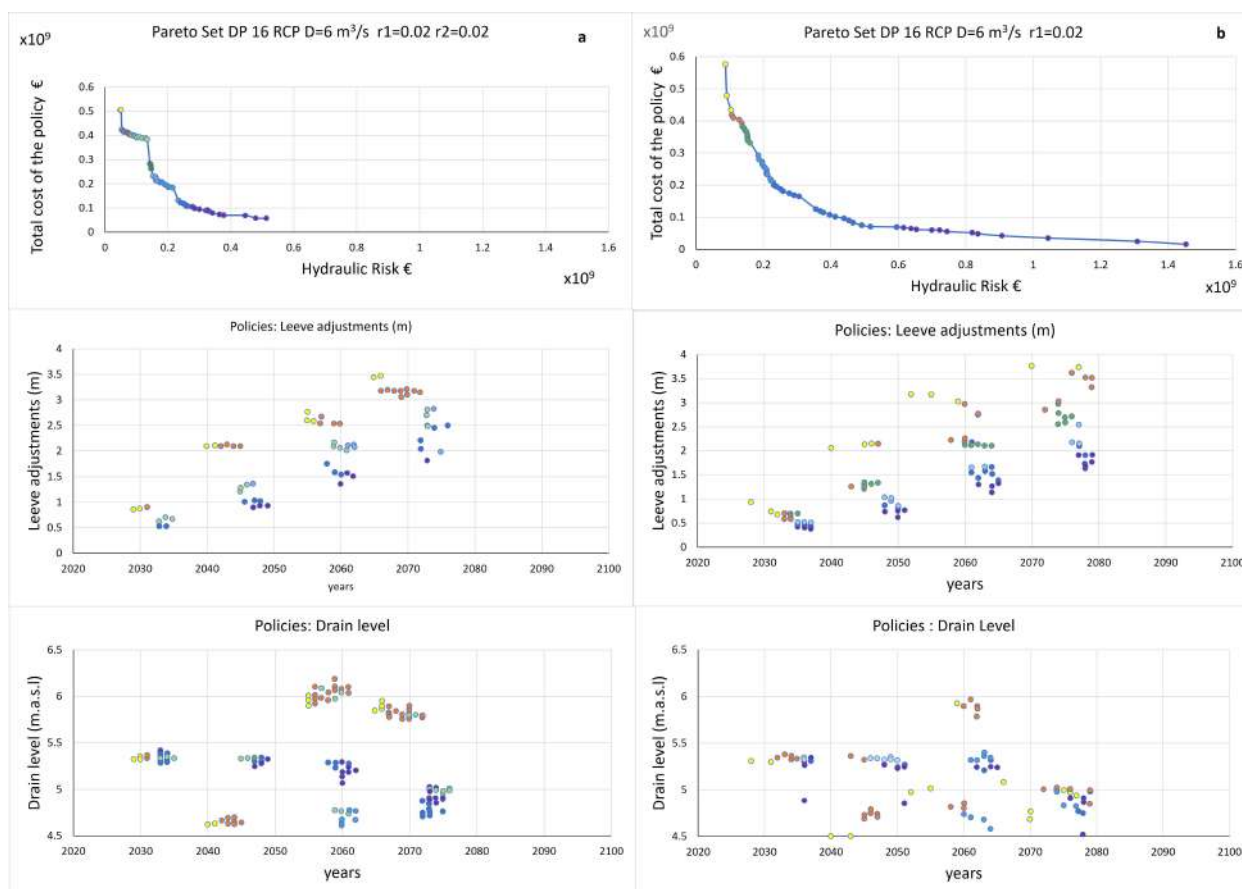 Pareto Set DP 16 RCP D=6 m³/s r1=0.02 r2=0.02
a
x10⁹
Total cost of the policy €
0.6
0.5
0.4
0.3
0.2
0.1
0
0 0.2 0.4 0.6 0.8 1 1.2 1.4 1.6
Hydraulic Risk €
x10⁹
Pareto Set DP 16 RCP D=6 m³/s r1=0.02
b
x10⁹
Total cost of the policy €
0.6
0.5
0.4
0.3
0.2
0.1
0
0 0.2 0.4 0.6 0.8 1 1.2 1.4 1.6
Hydraulic Risk €
x10⁹
Policies: Leeve adjustments (m)
Leeve adjustments (m)
4
3.5
3
2.5
2
1.5
1
0.5
0
2020 2030 2040 2050 2060 2070 2080 2090 2100
years
Policies: Leeve adjustments (m)
Leeve adjustments (m)
4
3.5
3
2.5
2
1.5
1
0.5
0
2020 2030 2040 2050 2060 2070 2080 2090 2100
years
Policies: Drain level
Drain level (m.a.s.l)
6.5
6
5.5
5
4.5
2020 2030 2040 2050 2060 2070 2080 2090 2100
years
Policies : Drain Level
Drain level (m.a.s.l)
6.5
6
5.5
5
4.5
2020 2030 2040 2050 2060 2070 2080 2090 2100
years